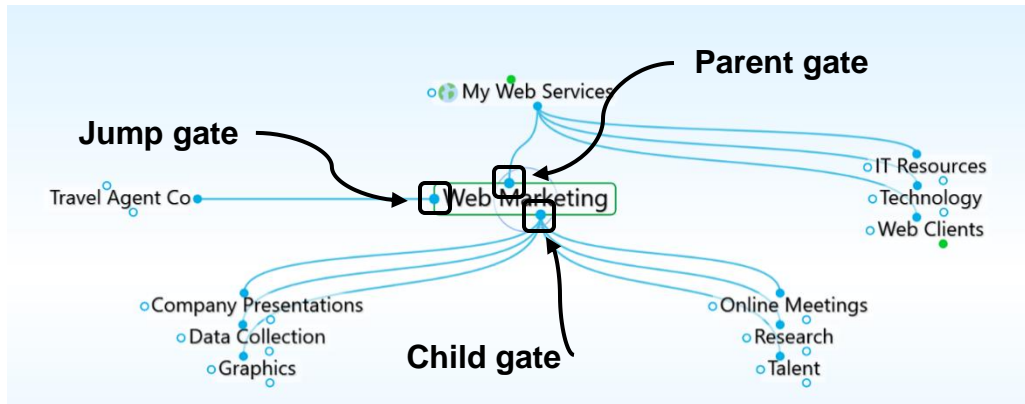 Parent gate
My Web Services
Jump gate
IT Resources
Travel Agent Co
Web Marketing
Technology
Web Clients
Company Presentations
Online Meetings
Data Collection
Research
Child gate
Graphics
Talent